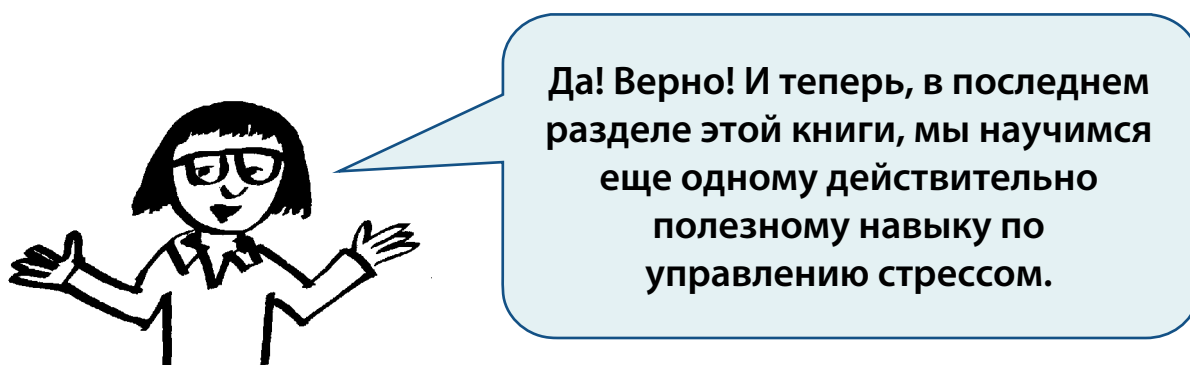 Да! Верно! И теперь, в последнем
разделе этой книги, мы научимся
еще одному действительно
полезному навыку по
управлению стрессом.